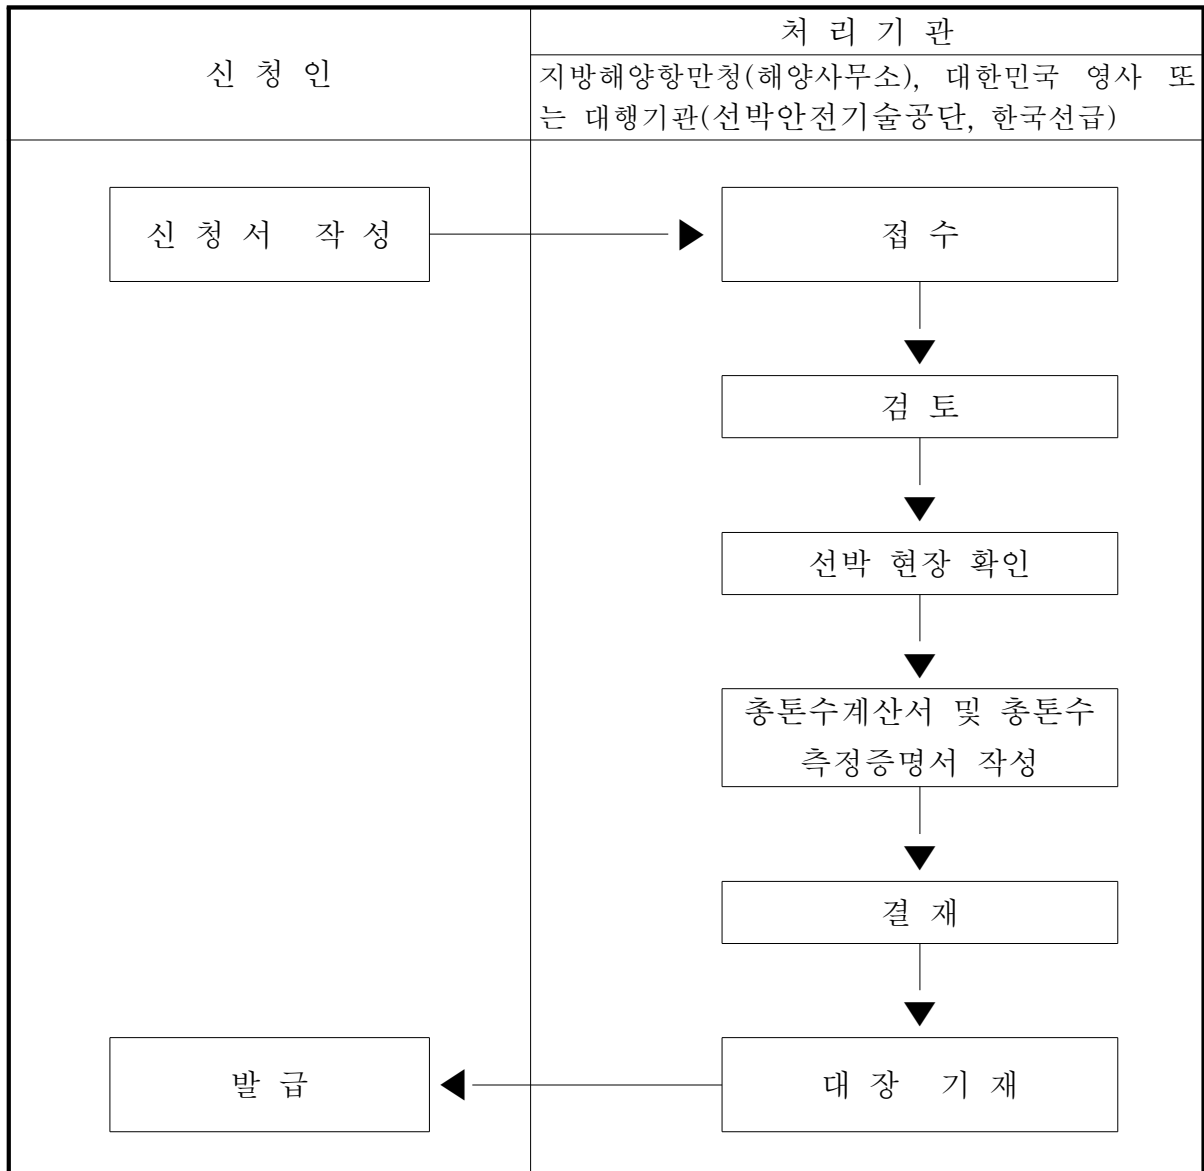 신 청 인
처 리 기 관
지방해양항만청(해양사무소), 대한민국 영사 또
는 대행기관(선박안전기술공단, 한국선급)
신 청 서 작 성
접 수
검 토
선박 현장 확인
총톤수계산서 및 총톤수
측정증명서 작성
결 재
발 급
대 장 기 재